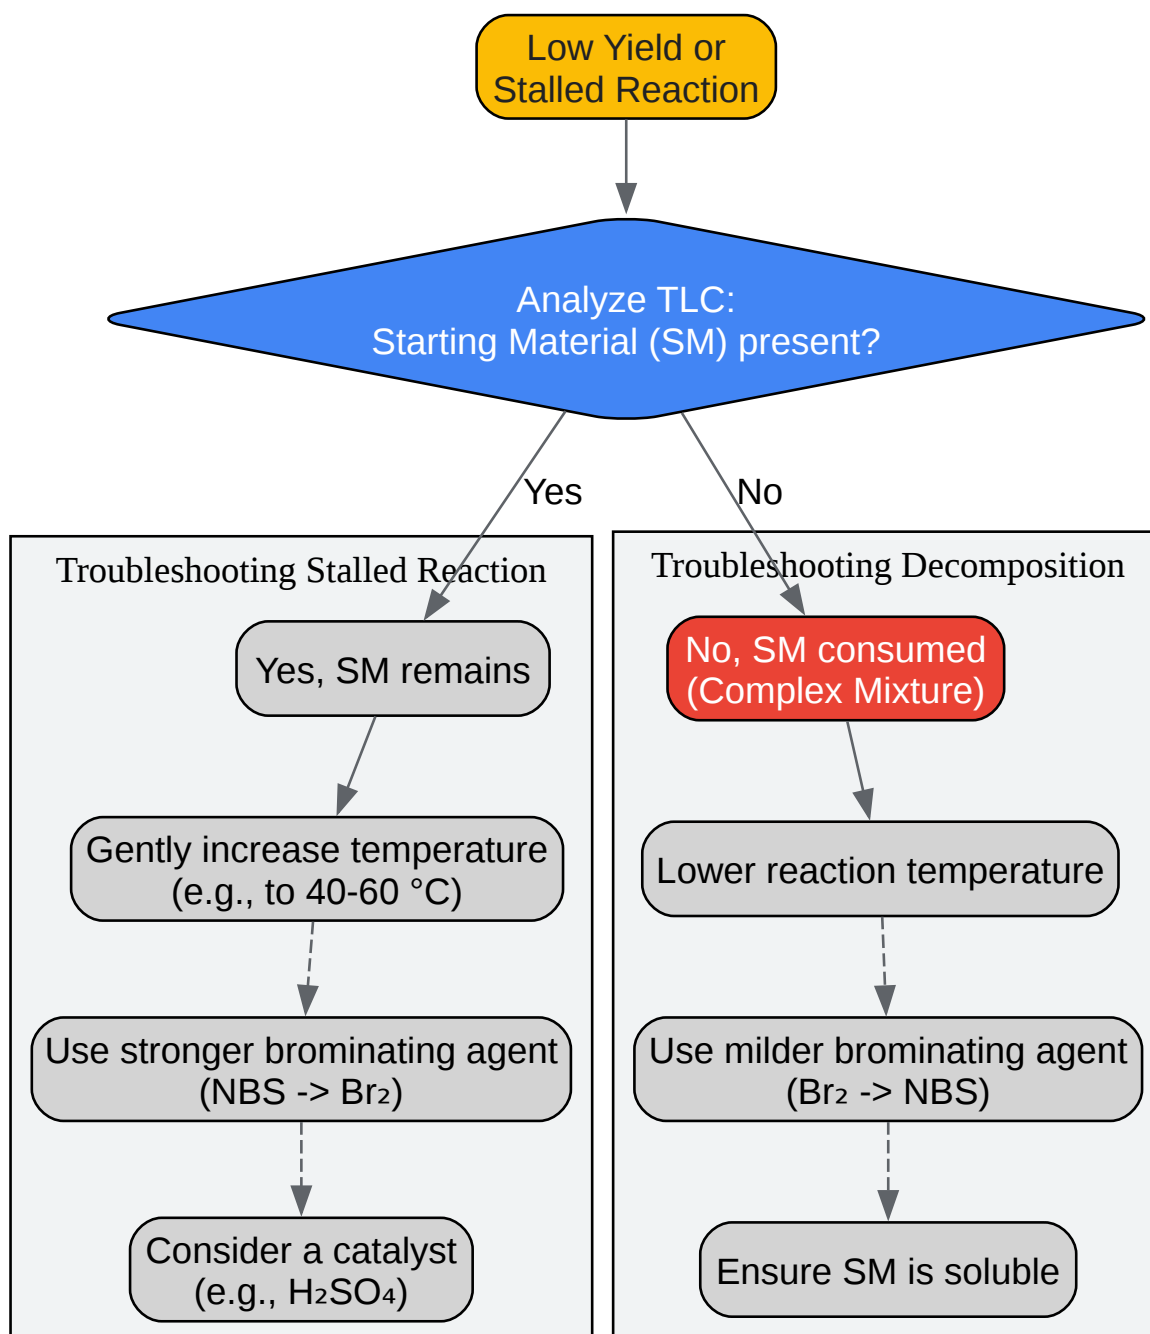 Low Yield or
Stalled Reaction
Analyze TLC:
Starting Material (SM) present?
Yes
No
Troubleshooting Stalled Reaction
Yes, SM remains
Gently increase temperature
(e.g., to 40-60 °C)
Use stronger brominating agent
(NBS -> Br₂)
Consider a catalyst
(e.g., H₂SO₄)
Troubleshooting Decomposition
No, SM consumed
(Complex Mixture)
Lower reaction temperature
Use milder brominating agent
(Br₂ -> NBS)
Ensure SM is soluble